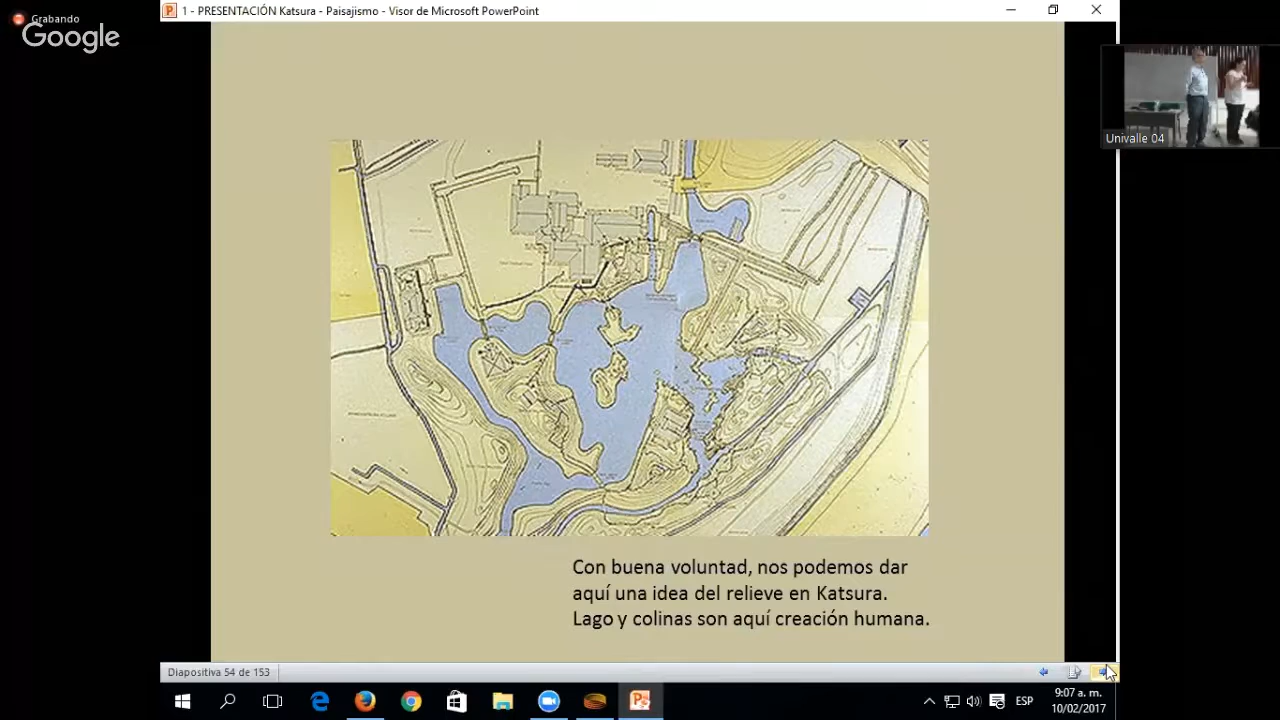 Grabando
Google
1 - PRESENTACIÓN Katsura - Paisajismo - Visor de Microsoft PowerPoint
Univalle 04
Con buena voluntad, nos podemos dar
aquí una idea del relieve en Katsura.
Lago y colinas son aquí creación humana.
Diapositiva 54 de 153
ESP
9:07 a. m.
10/02/2017